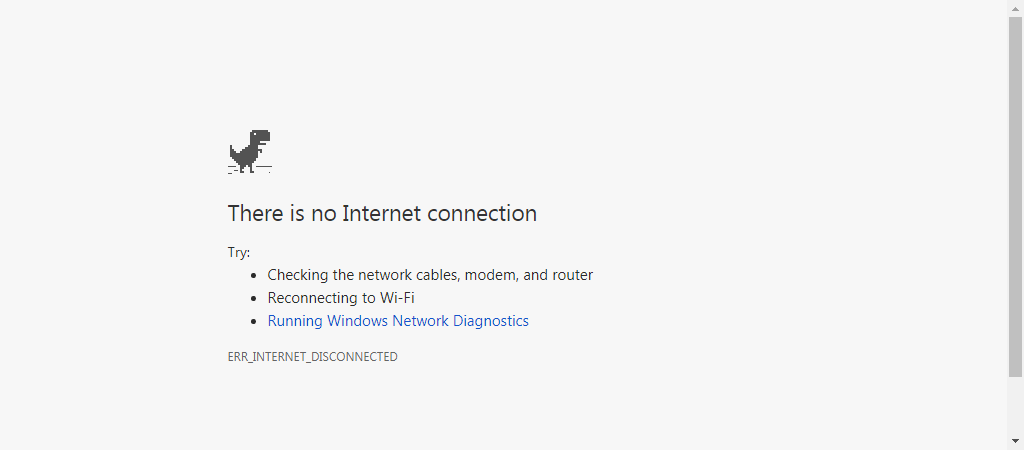 There is no Internet connection
Try:
Checking the network cables, modem, and router
Reconnecting to Wi-Fi
Running Windows Network Diagnostics
ERR_INTERNET_DISCONNECTED